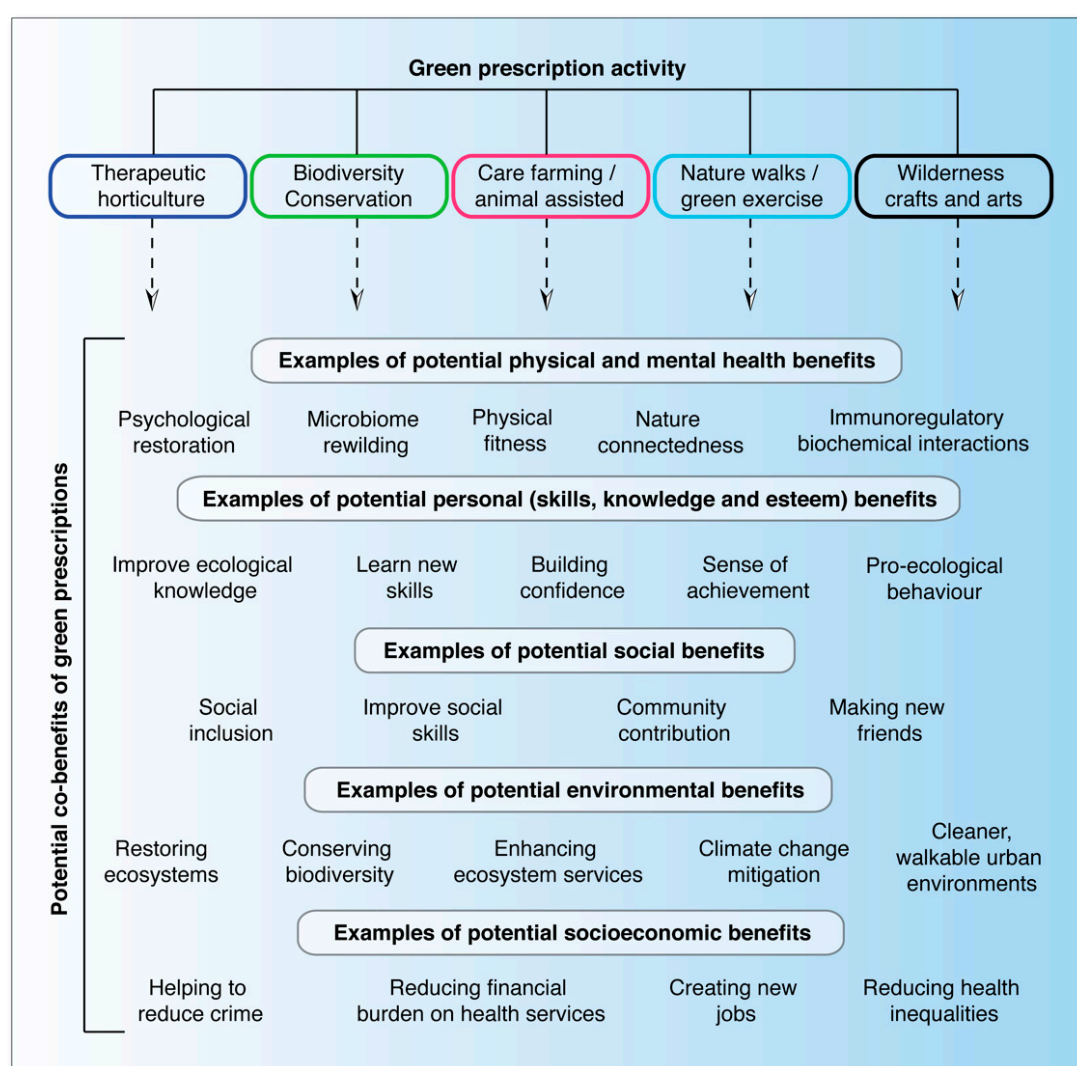 Green prescription activity
Therapeutic
horticulture
Biodiversity
Conservation
Care farming /
animal assisted
Nature walks /
green exercise
Wilderness
crafts and arts
Potential co-benefits of green prescriptions
Examples of potential physical and mental health benefits
Psychological
restoration
Microbiome
rewilding
Physical
fitness
Nature
connectedness
Immunoregulatory
biochemical interactions
Examples of potential personal (skills, knowledge and esteem) benefits
Improve ecological
knowledge
Learn new
skills
Building
confidence
Sense of
achievement
Pro-ecological
behaviour
Examples of potential social benefits
Social
inclusion
Improve social
skills
Community
contribution
Making new
friends
Examples of potential environmental benefits
Restoring
ecosystems
Conserving
biodiversity
Enhancing
ecosystem services
Climate change
mitigation
Cleaner,
walkable urban
environments
Examples of potential socioeconomic benefits
Helping to
reduce crime
Reducing financial
burden on health services
Creating new
jobs
Reducing health
inequalities